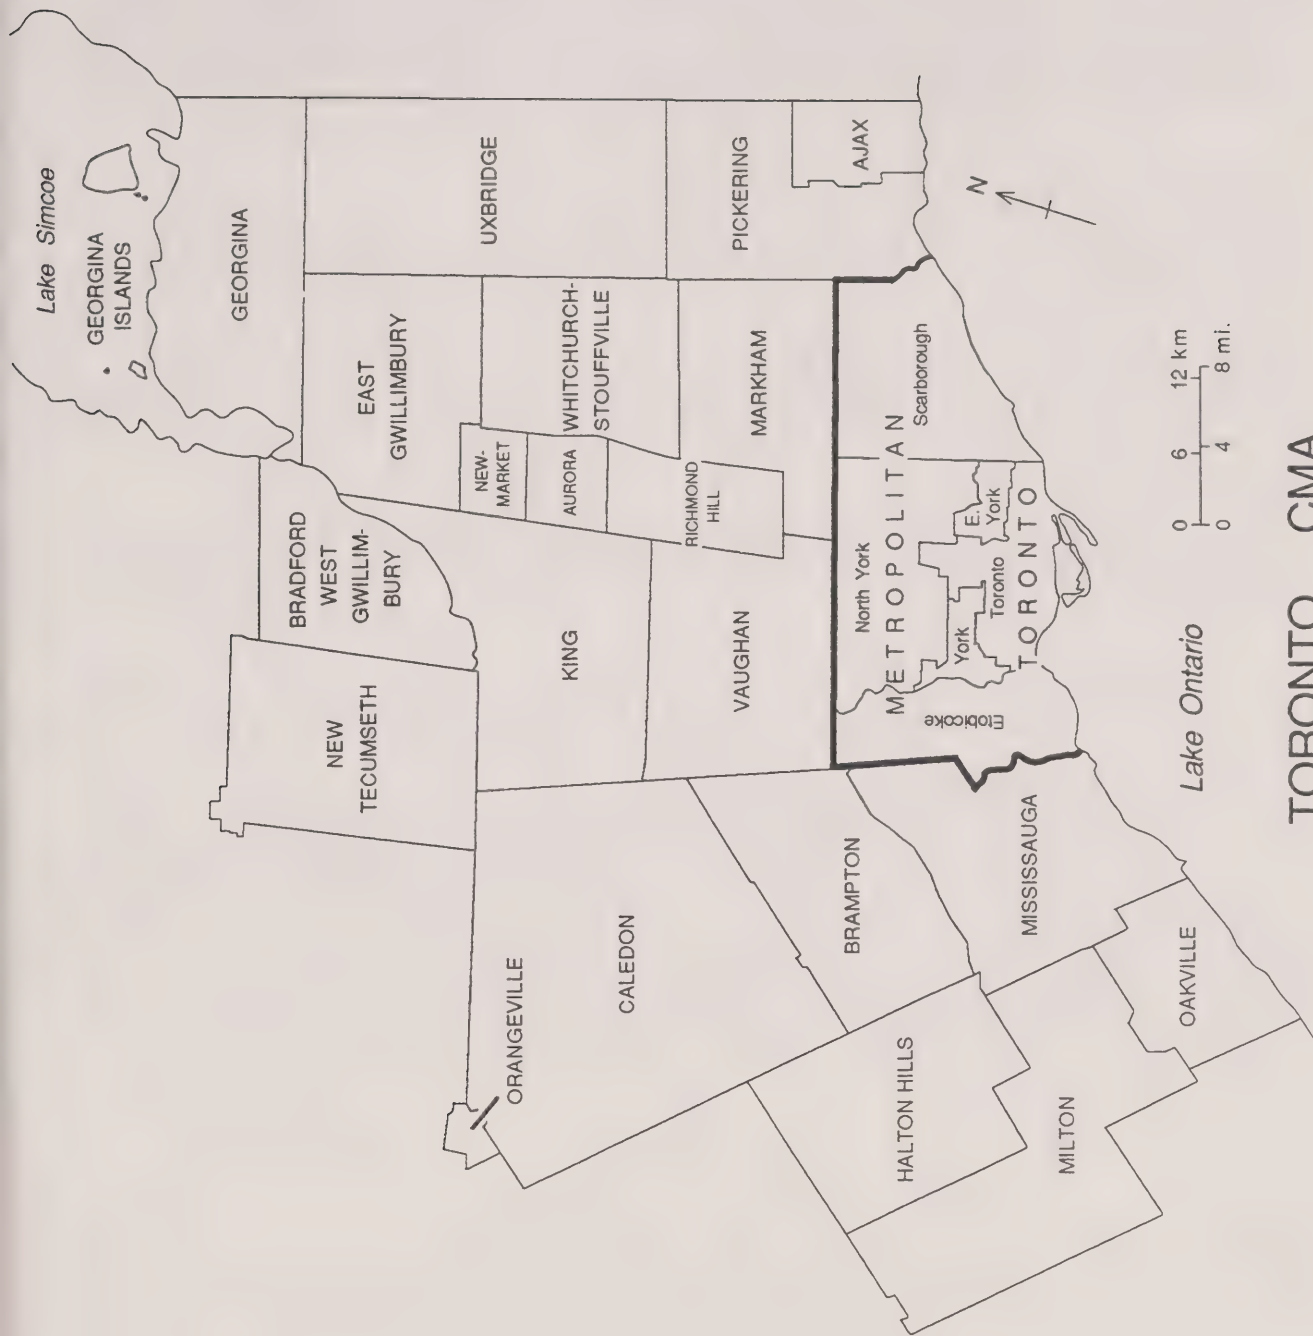 Lake Simcoe
GEORGINA
ISLANDS
GEORGINA
BRADFORD
WEST
GWILLIM-
BURY
EAST
GWILLIMBURY
UXBRIDGE
NEW
TECUMSETH
NEW-
MARKET
WHITCHURCH-
STOUFFVILLE
AURORA
KING
ORANGEVILLE
CALEDON
RICHMOND
HILL
VAUGHAN
MARKHAM
PICKERING
AJAX
BRAMPTON
North York
METROPOLITAN
Scarborough
Etobicoke
York
E.
York
Toronto
TORONTO
HALTON HILLS
MISSISSAUGA
MILTON
OAKVILLE
N
Lake Ontario
0 6 12 km
0 4 8 mi.
TORONTO CMA